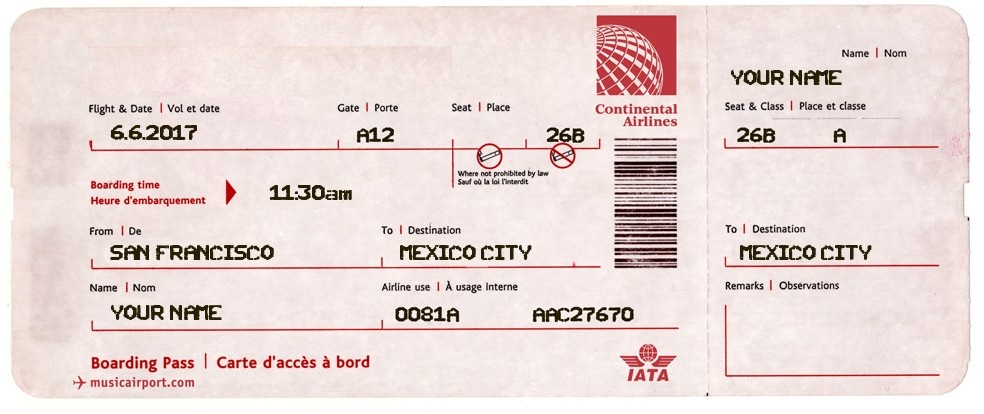 Flight & Date | Vol et date
6.6.2017
Gate | Porte
A12
Seat | Place
26B
Where not prohibited by law
Sauf où la loi l'interdit
Boarding time
Heure d'embarquement
11:30am
From | De
SAN FRANCISCO
To | Destination
MEXICO CITY
Name | Nom
YOUR NAME
Airline use | À usage interne
0081A AAC27670
Boarding Pass | Carte d'accès à bord
musicairport.com
Continental
Airlines
IATA
Name | Nom
YOUR NAME
Seat & Class | Place et classe
26B A
To | Destination
MEXICO CITY
Remarks | Observations